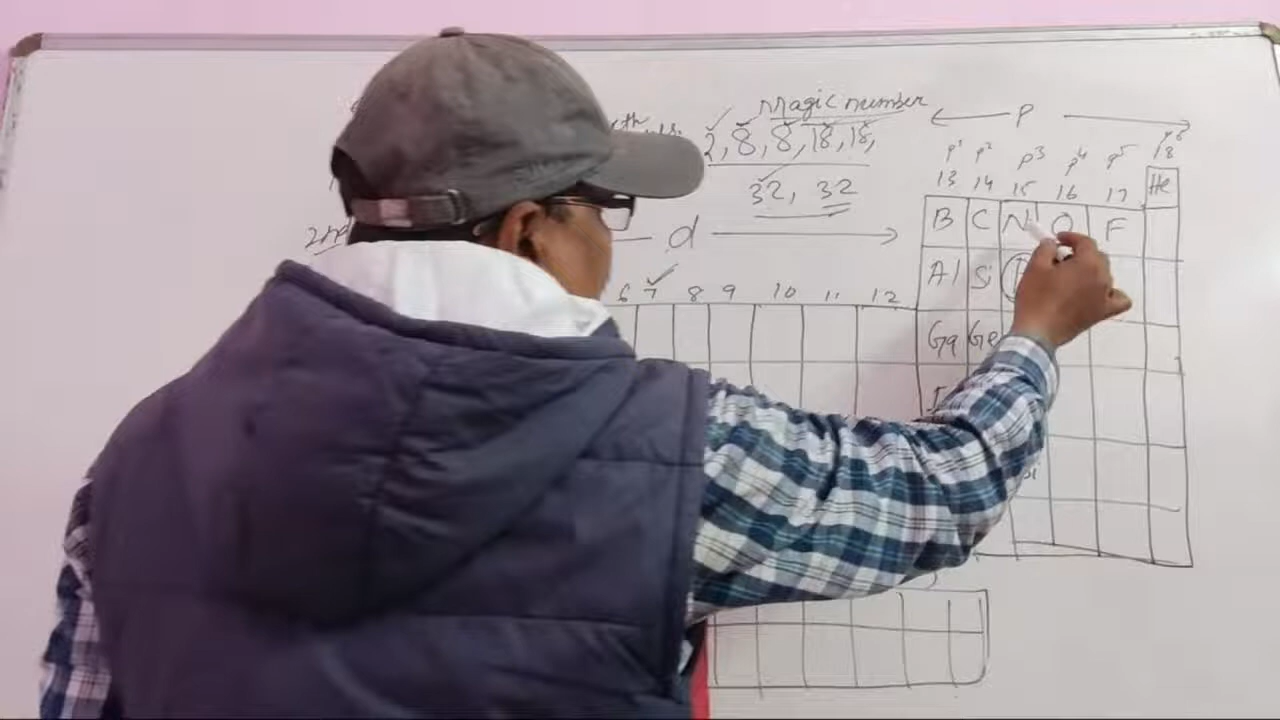 Magic number
2, 8, 8, 18, 18,
32, 32
← P →
p¹ p² p³ p⁴ p⁵ p⁶
13 14 15 16 17 18
He
d →
B C N O F
6 7 8 9 10 11 12
Al Si
Ga Ge